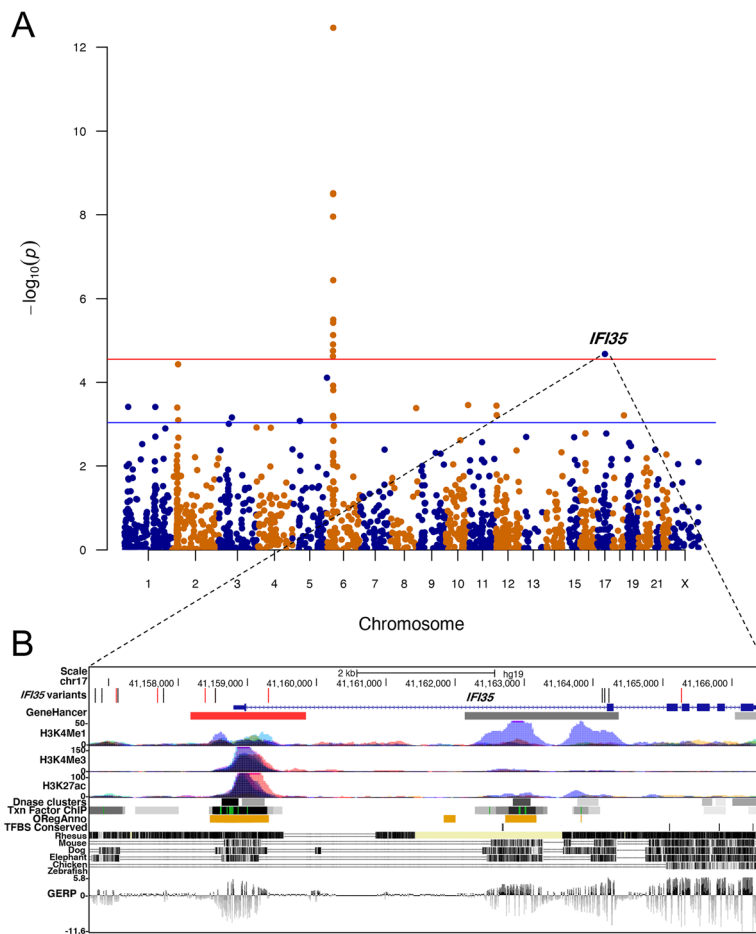 A
12
10
8
6
4
2
0
−log10(p)
IFI35
1 2 3 4 5 6 7 8 9 10 11 12 13 15 17 19 21 X
Chromosome
B
Scale 2 kb hg19
chr17 41,158,000 41,159,000 41,160,000 41,161,000 41,162,000 41,163,000 41,164,000 41,165,000 41,166,000
IFI35 variants IFI35
GeneHancer
50
H3K4Me1
0
150
H3K4Me3
0
100
H3K27ac
0
Dnase clusters
Txn Factor ChIP
ORegAnno
TFBS Conserved
Rhesus
Mouse
Dog
Elephant
Chicken
Zebrafish
5.8
GERP 0
-11.6